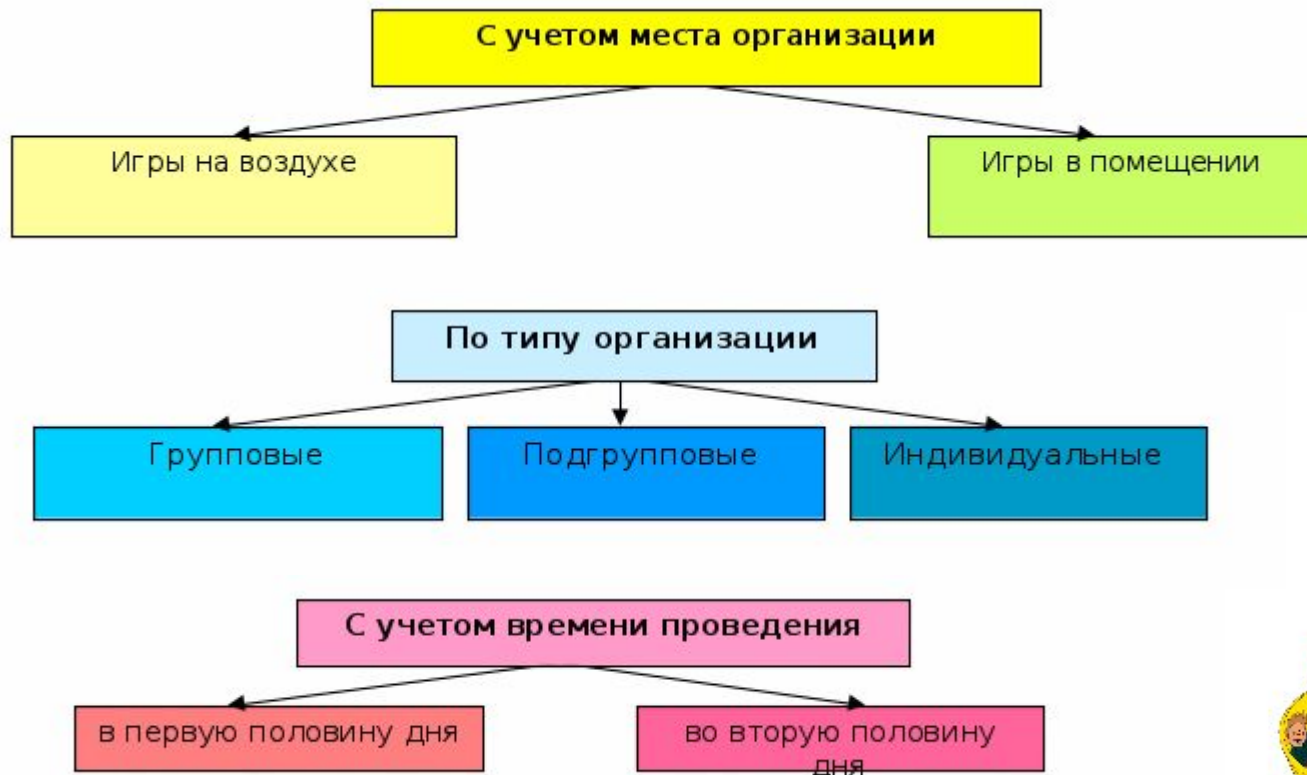 С учетом места организации
Игры на воздухе
Игры в помещении
По типу организации
Групповые
Подгрупповые
Индивидуальные
С учетом времени проведения
в первую половину дня
во вторую половину
дня